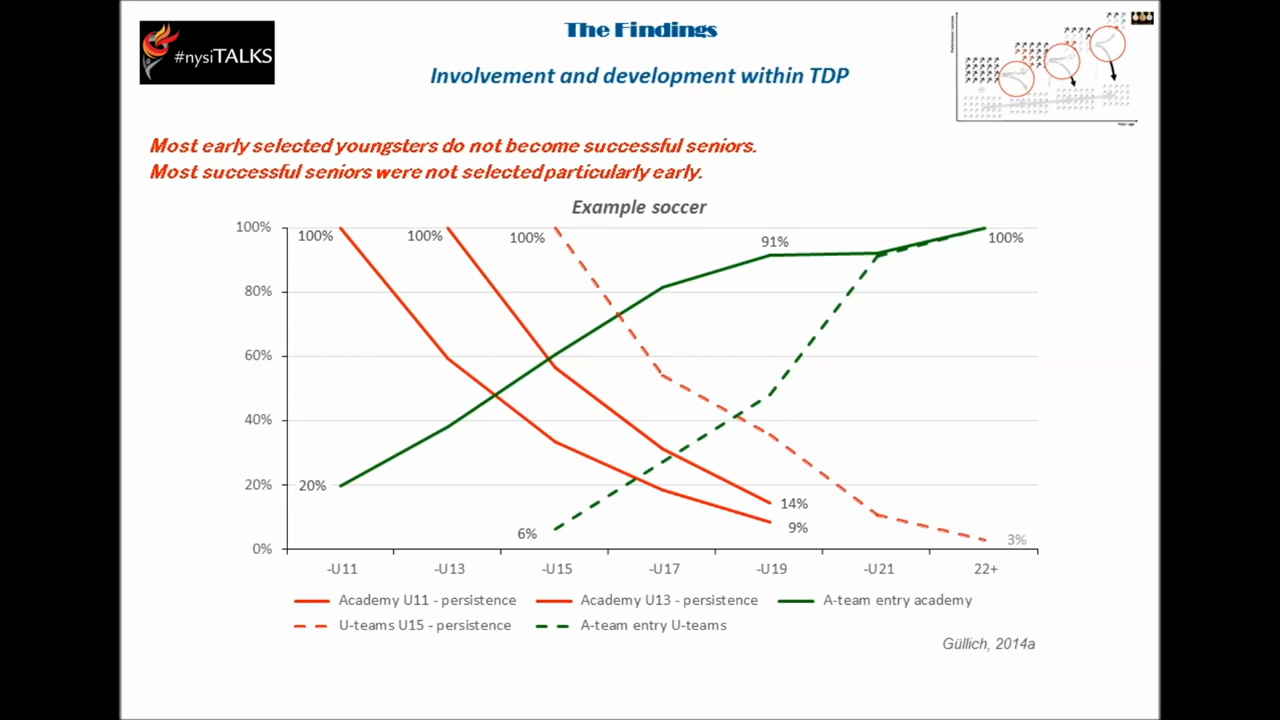 #nysiTALKS
The Findings
Involvement and development within TDP
Most early selected youngsters do not become successful seniors.
Most successful seniors were not selected particularly early.
Example soccer
100%
80%
60%
40%
20%
0%
100%
100%
100%
91%
100%
20%
6%
14%
9%
3%
-U11
-U13
-U15
-U17
-U19
-U21
22+
Academy U11 - persistence
Academy U13 - persistence
A-team entry academy
U-teams U15 - persistence
A-team entry U-teams
Güllich, 2014a